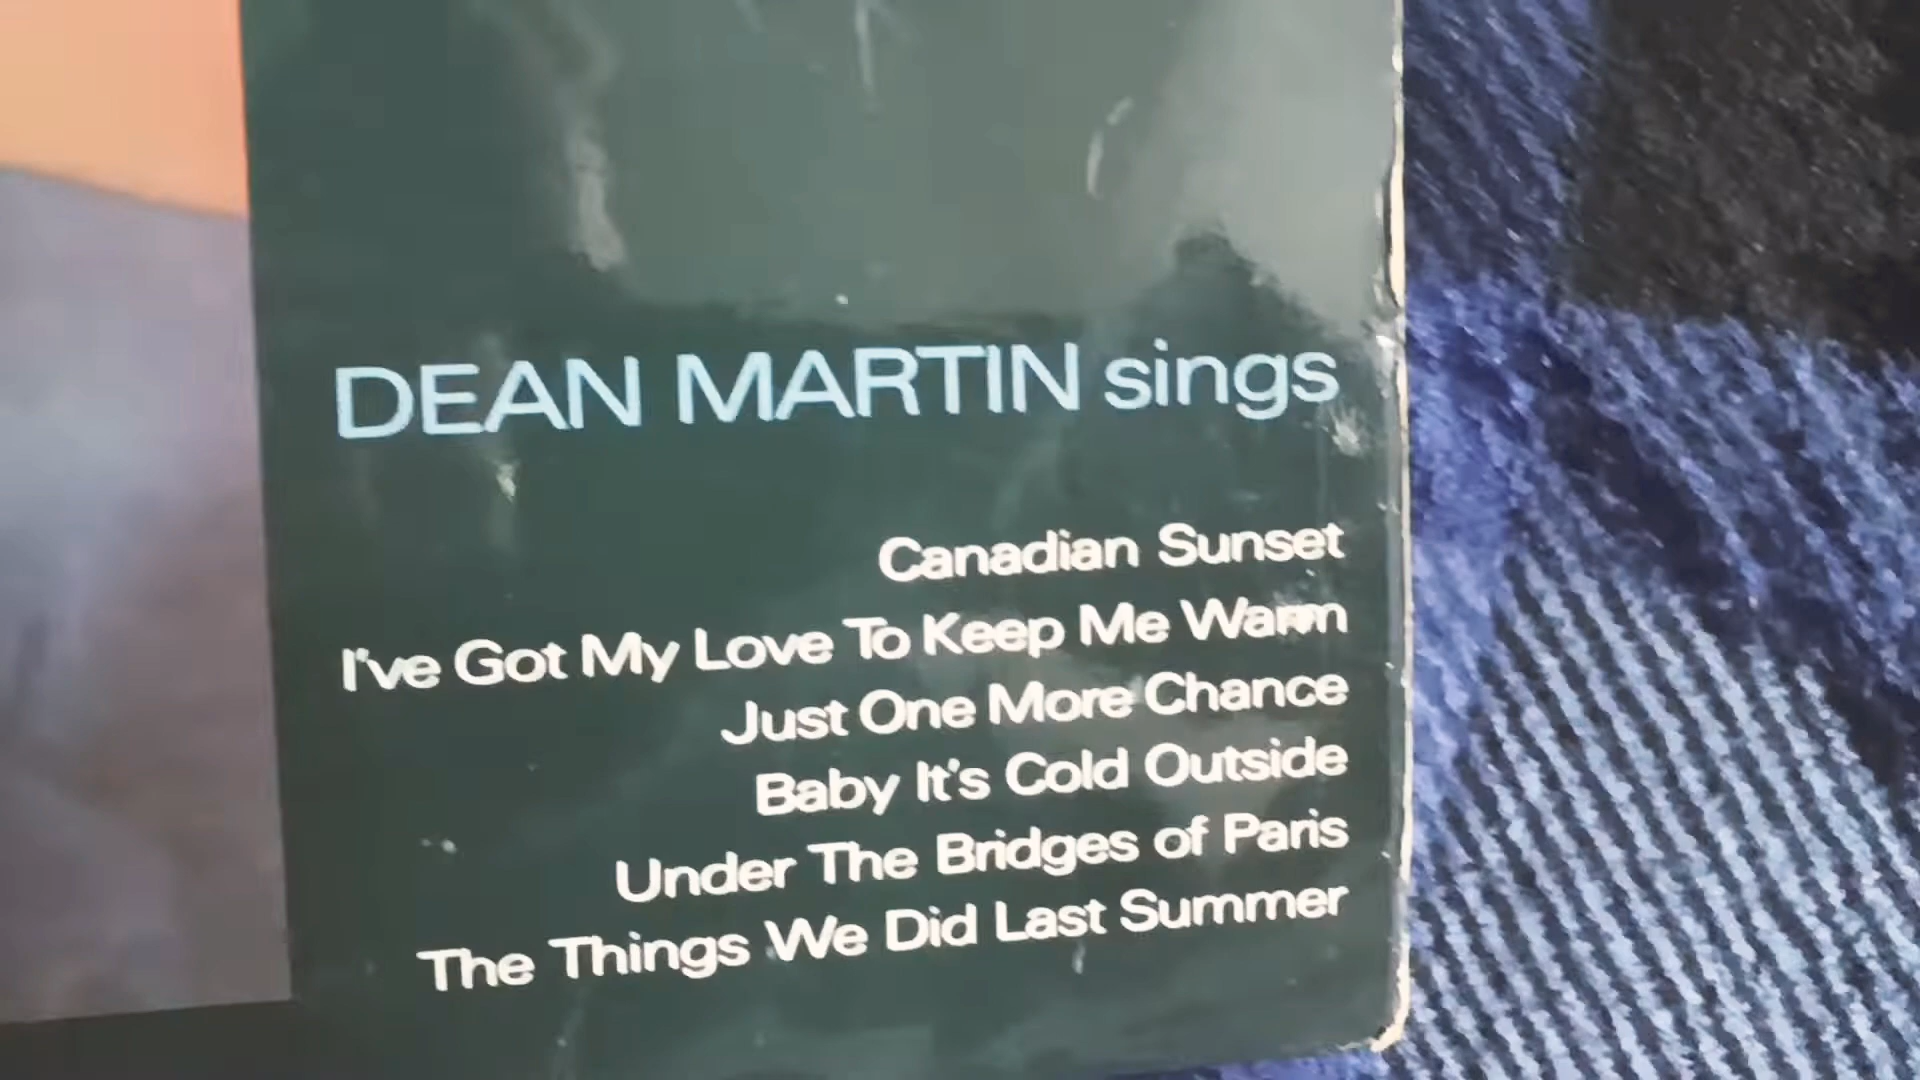 DEAN MARTIN sings
Canadian Sunset
I've Got My Love To Keep Me Warm
Just One More Chance
Baby It's Cold Outside
Under The Bridges of Paris
The Things We Did Last Summer